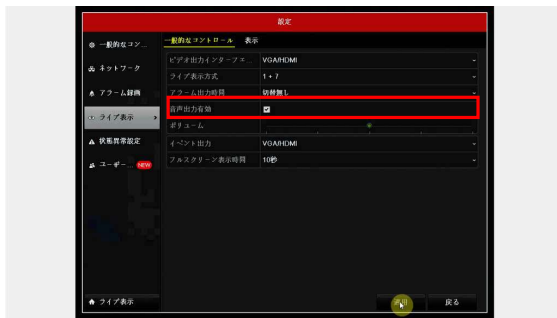 設定
一般的なコン...
ネットワーク
アラーム録画
ライブ表示
状態異常設定
ユーザー... NEW
ライブ表示
一般的なコントロール 表示
ビデオ出力インターフェ... VGA/HDMI
ライブ表示方式 1 + 7
アラーム出力時間 切替無し
音声出力有効
ボリューム
イベント出力 VGA/HDMI
フルスクリーン表示時間 10秒
戻る